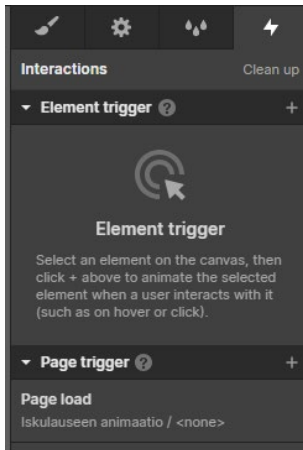 Interactions Clean up
Element trigger ? +
Element trigger
Select an element on the canvas, then
click + above to animate the selected
element when a user interacts with it
(such as on hover or click).
Page trigger ? +
Page load
Iskulauseen animaatio / <none>